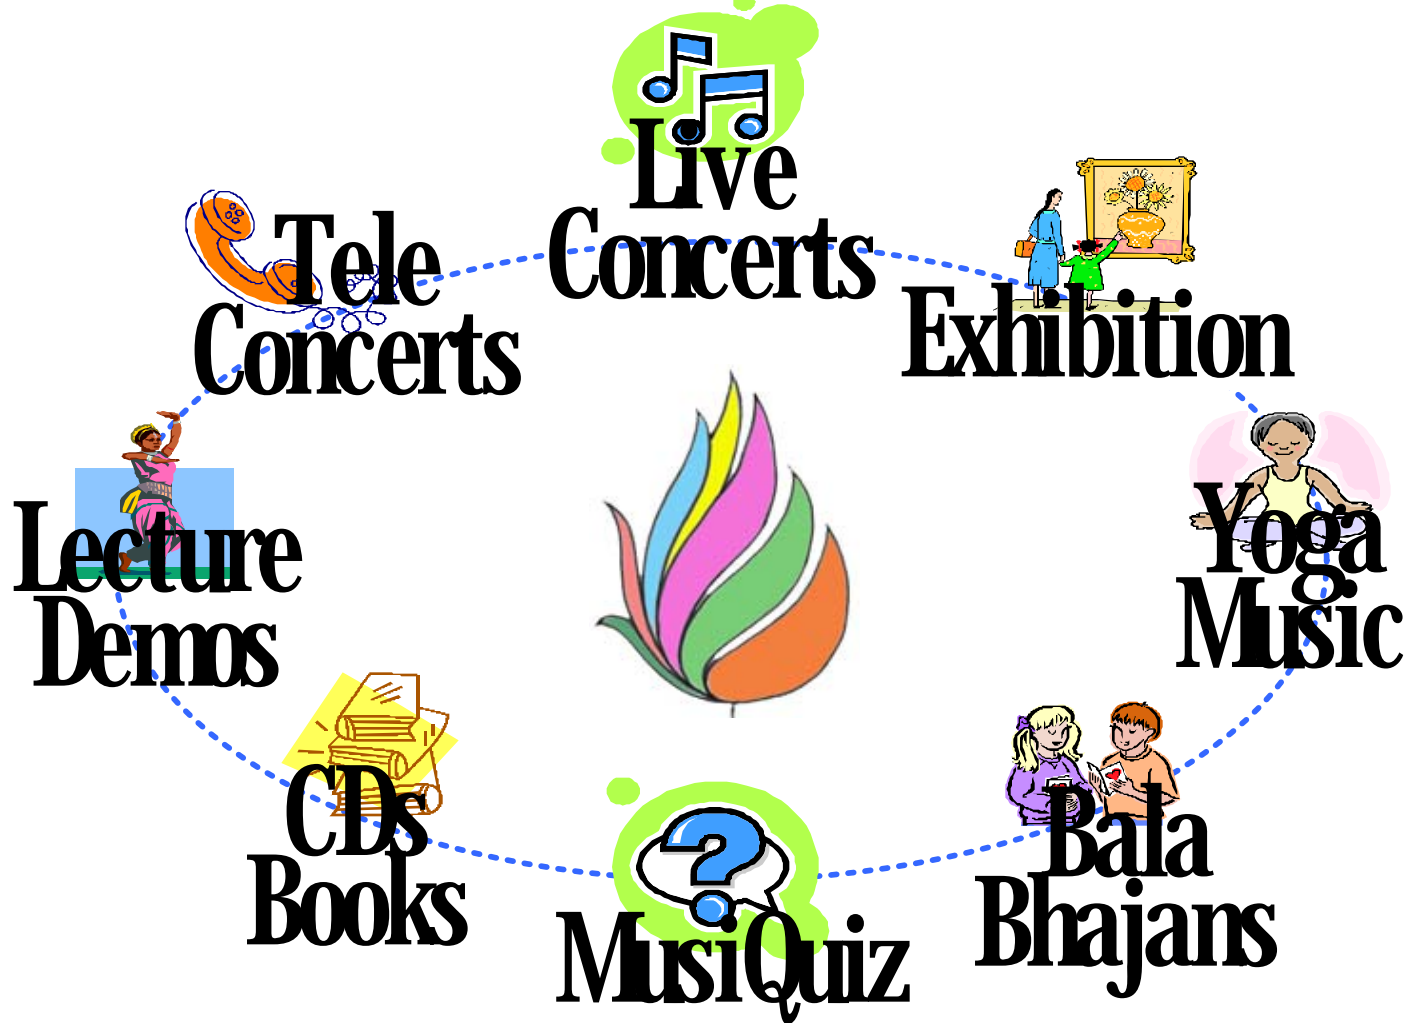 Live
Concerts
Exhibition
Yoga
Music
Bala
Bhajans
MusiQuiz
CDs
Books
Lecture
Demos
Tele
Concerts